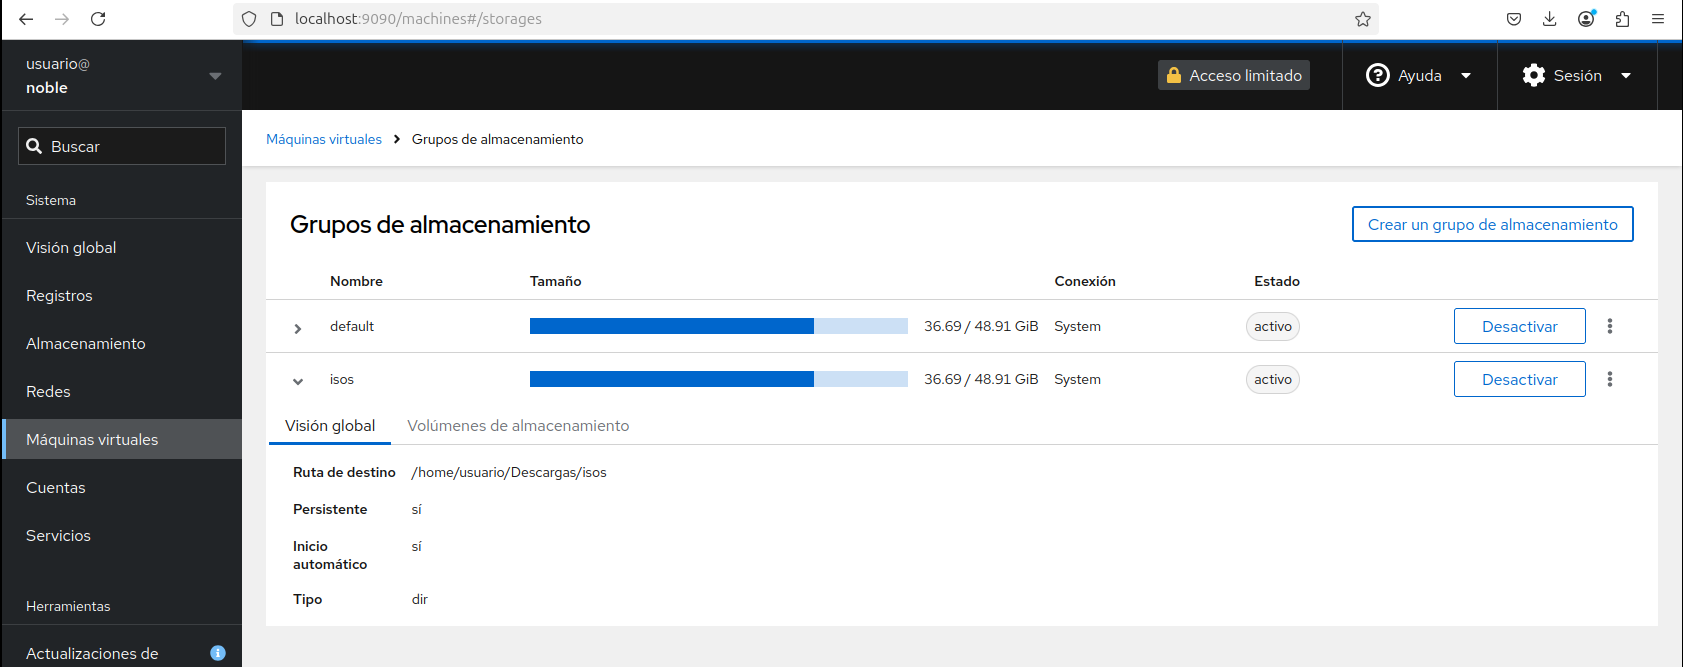 localhost:9090/machines#/storages
usuario@
noble
Acceso limitado
Ayuda
Sesión
Buscar
Máquinas virtuales
Grupos de almacenamiento
Sistema
Visión global
Registros
Almacenamiento
Redes
Máquinas virtuales
Cuentas
Servicios
Herramientas
Actualizaciones de
Grupos de almacenamiento
Crear un grupo de almacenamiento
Nombre Tamaño Conexión Estado
default 36.69 / 48.91 GiB System activo Desactivar
isos 36.69 / 48.91 GiB System activo Desactivar
Visión global Volúmenes de almacenamiento
Ruta de destino /home/usuario/Descargas/isos
Persistente sí
Inicio sí
automático
Tipo dir